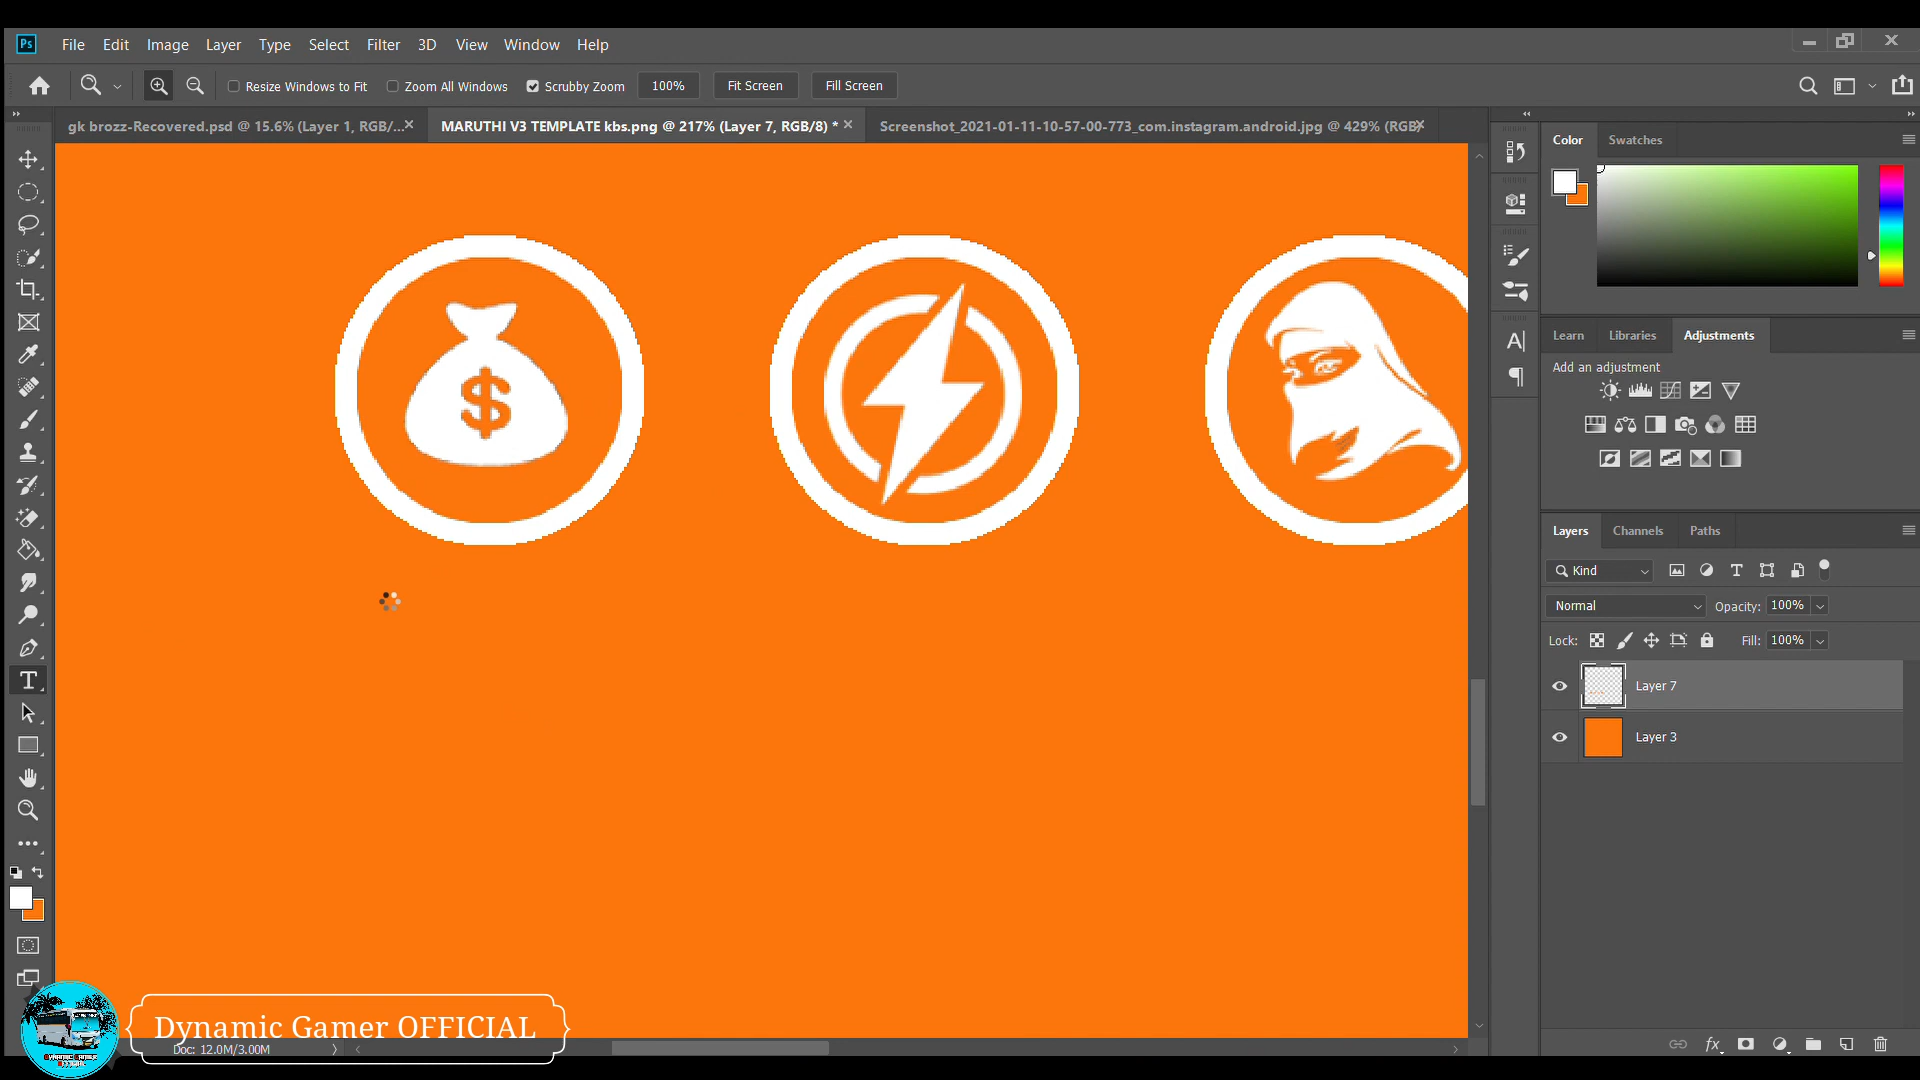 Ps File Edit Image Layer Type Select Filter 3D View Window Help
Resize Windows to Fit Zoom All Windows Scrubby Zoom 100% Fit Screen Fill Screen
gk brozz-Recovered.psd @ 15.6% (Layer 1, RGB/... MARUTHI V3 TEMPLATE kbs.png @ 217% (Layer 7, RGB/8) * Screenshot_2021-01-11-10-57-00-773_com.instagram.android.jpg @ 429% (RGB
Color Swatches
Learn Libraries Adjustments
Add an adjustment
$
Layers Channels Paths
Kind
Normal Opacity: 100%
Lock: Fill: 100%
Layer 7
Layer 3
Dynamic Gamer OFFICIAL
Doc: 12.0M/3.00M